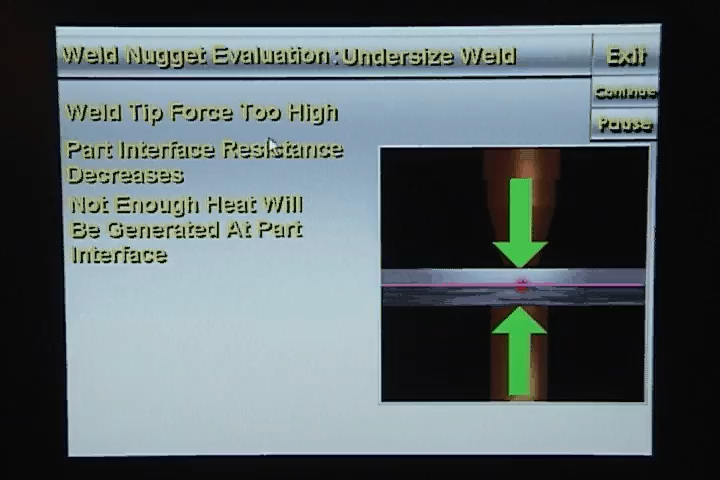 Weld Nugget Evaluation:Undersize Weld
Exit
Continue
Pause
Weld Tip Force Too High
Part Interface Resistance
Decreases
Not Enough Heat Will
Be Generated At Part
Interface